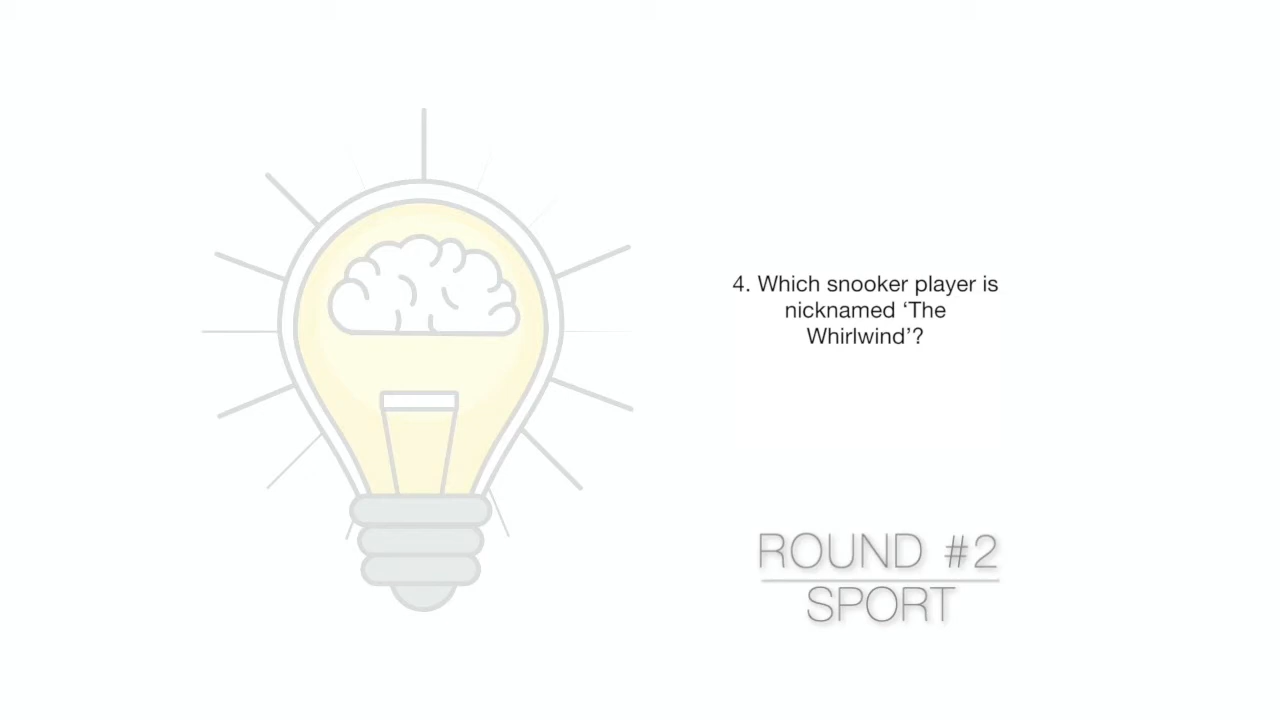 4. Which snooker player is
nicknamed ‘The
Whirlwind’?
ROUND #2
SPORT